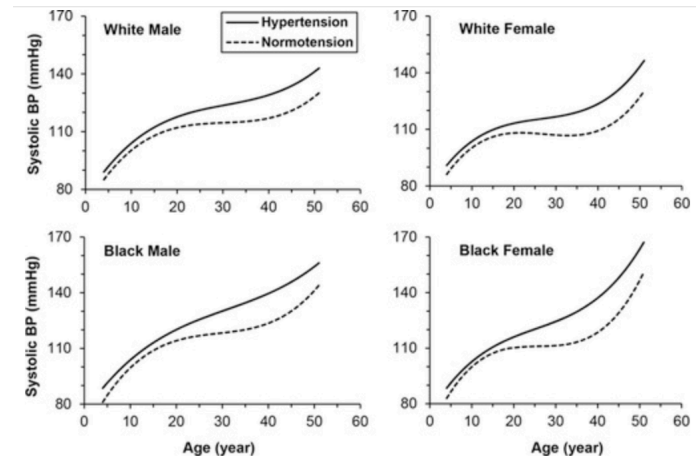 170
White Male
Hypertension
Normotension
140
110
80
0 10 20 30 40 50 60
Systolic BP (mmHg)
170
White Female
140
110
80
0 10 20 30 40 50 60
170
Black Male
140
110
80
0 10 20 30 40 50 60
Systolic BP (mmHg)
Age (year)
170
Black Female
140
110
80
0 10 20 30 40 50 60
Age (year)